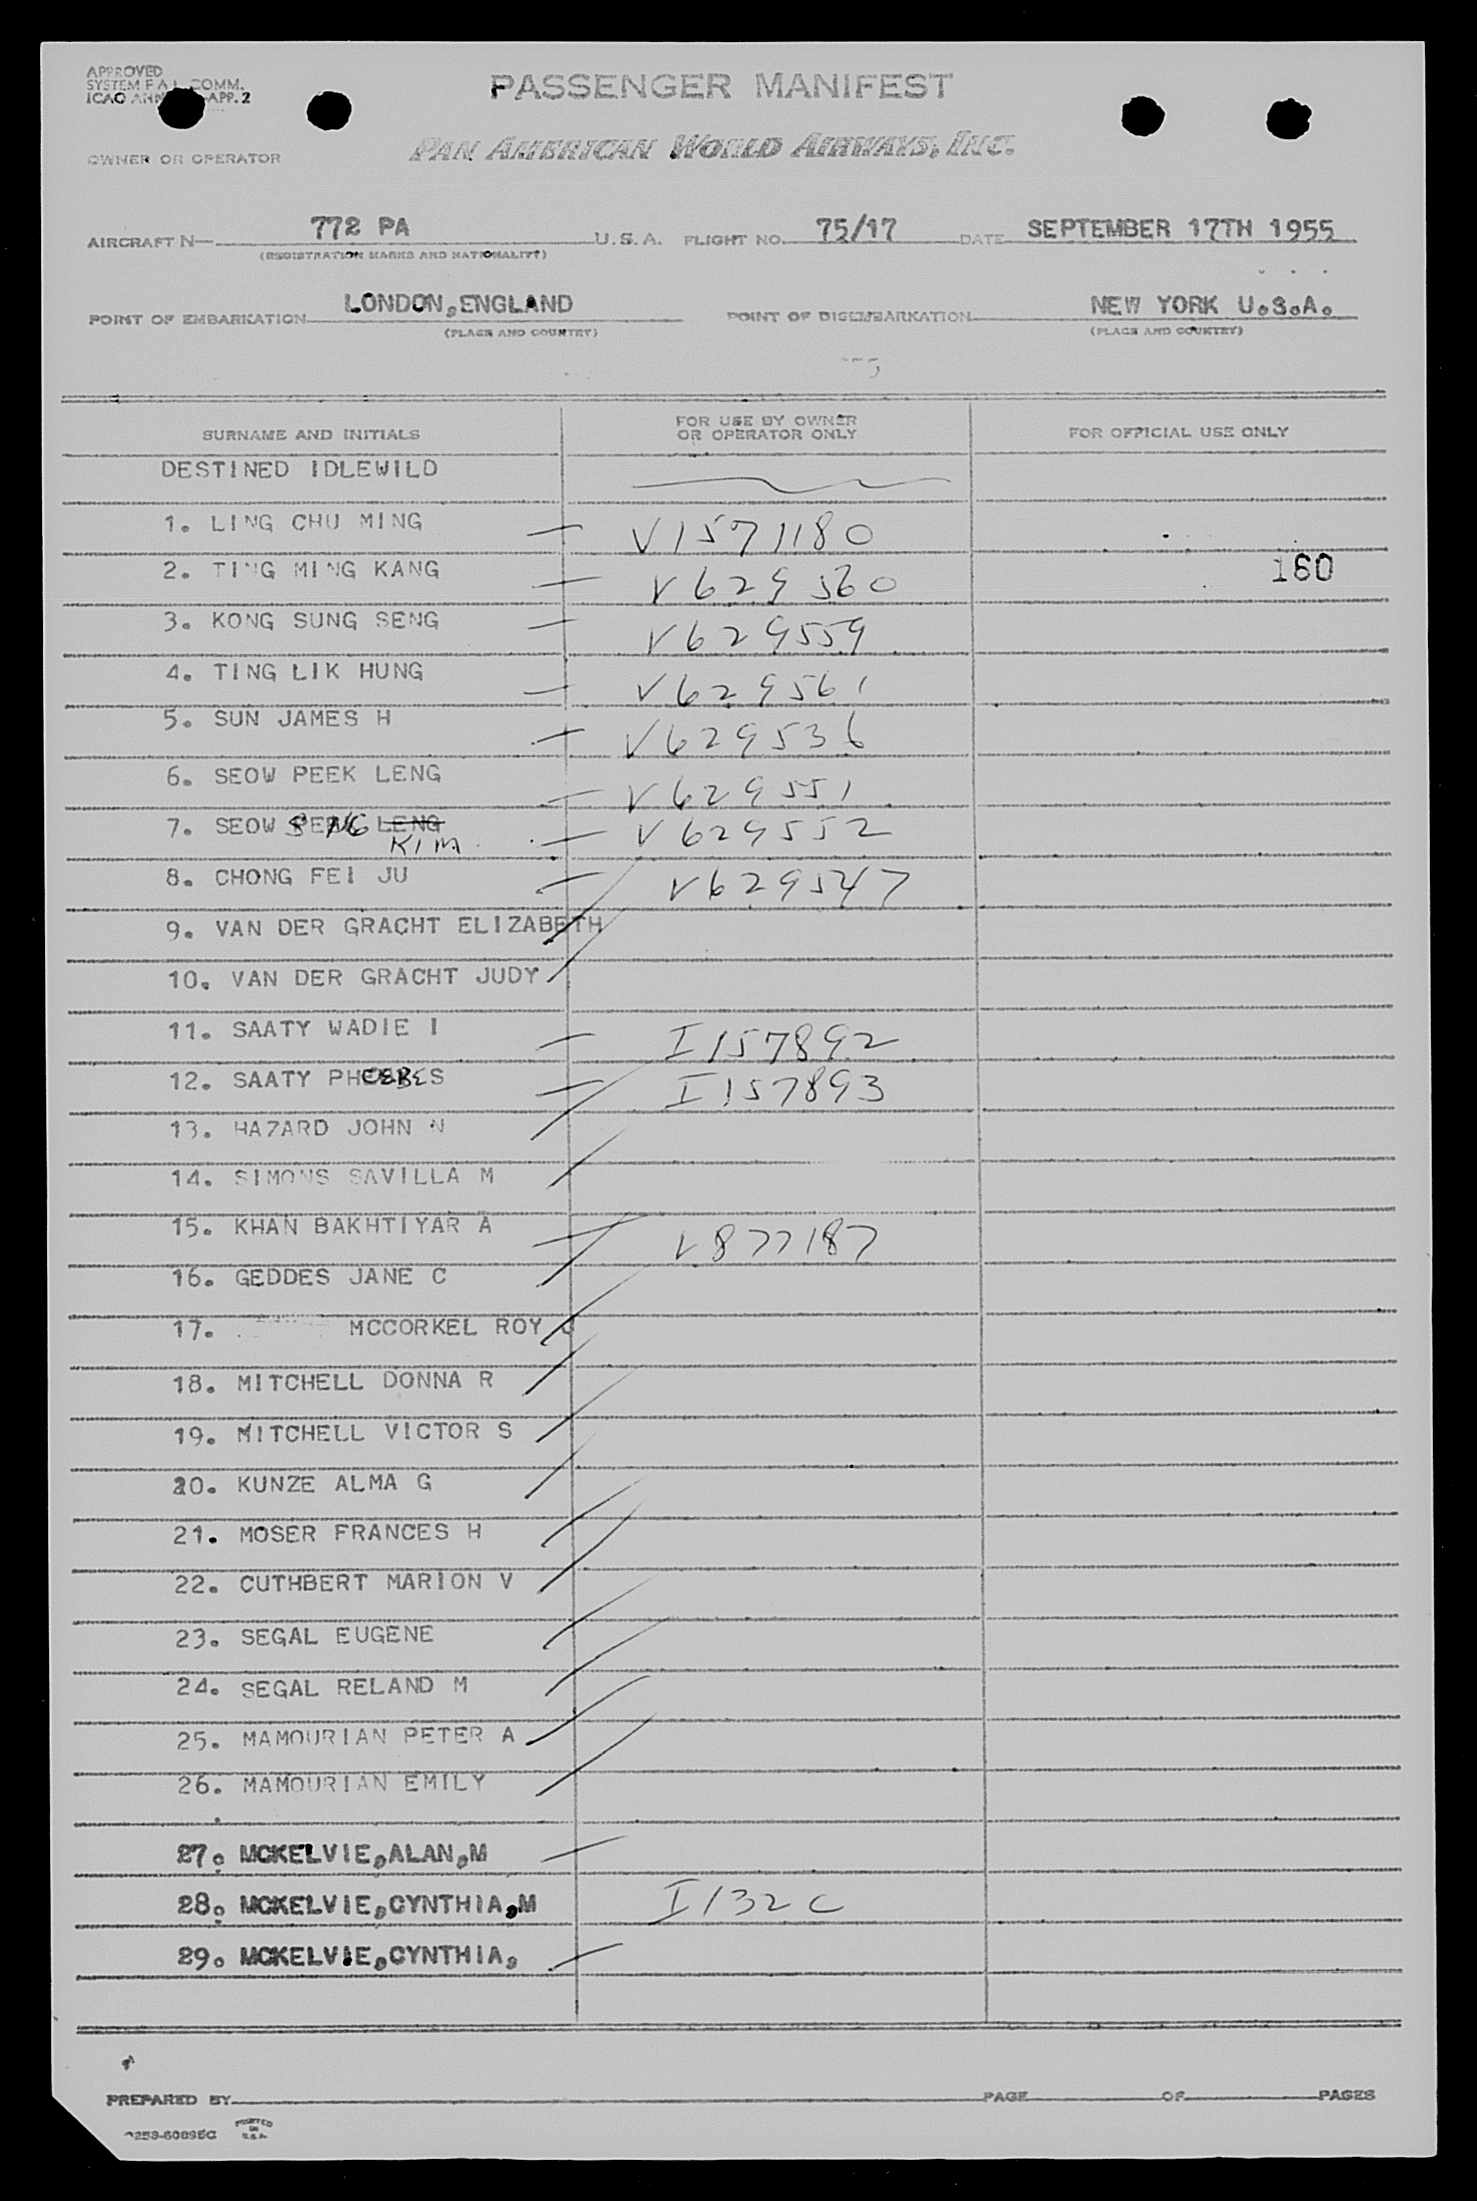 APPROVED
SYSTEM F.A.L. COMM.
ICAO APP. 2
PASSENGER MANIFEST
OWNER OR OPERATOR PAN AMERICAN WORLD AIRWAYS, INC.
AIRCRAFT N— 772 PA U.S.A. FLIGHT NO. 75/17 DATE SEPTEMBER 17TH 1955
(REGISTRATION MARKS AND NATIONALITY)
POINT OF EMBARKATION LONDON,ENGLAND POINT OF DISEMBARKATION NEW YORK U.S.A.
(PLACE AND COUNTRY) (PLACE AND COUNTRY)
SURNAME AND INITIALS FOR USE BY OWNER OR OPERATOR ONLY FOR OFFICIAL USE ONLY
DESTINED IDLEWILD
1. LING CHU MING — V1571180
2. TING MING KANG — V629560 160
3. KONG SUNG SENG — V629559
4. TING LIK HUNG — V629561
5. SUN JAMES H — V629536
6. SEOW PEEK LENG — V629551
7. SEOW LENG KIM — V629552
8. CHONG FEI JU — V629547
9. VAN DER GRACHT ELIZABETH
10. VAN DER GRACHT JUDY
11. SAATY WADIE I — I157892
12. SAATY — I157893
13. HAZARD JOHN N
14. SIMONS SAVILLA M
15. KHAN BAKHTIYAR A — V877187
16. GEDDES JANE C
17. MCCORKEL ROY J
18. MITCHELL DONNA R
19. MITCHELL VICTOR S
20. KUNZE ALMA G
21. MOSER FRANCES H
22. CUTHBERT MARION V
23. SEGAL EUGENE
24. SEGAL RELAND M
25. MAMOURIAN PETER A
26. MAMOURIAN EMILY
27. MCKELVIE,ALAN,M —
28. MCKELVIE,CYNTHIA,M I132C
29. MCKELVIE,CYNTHIA, —
PREPARED BY PAGE OF PAGES
PRINTED IN U.S.A.